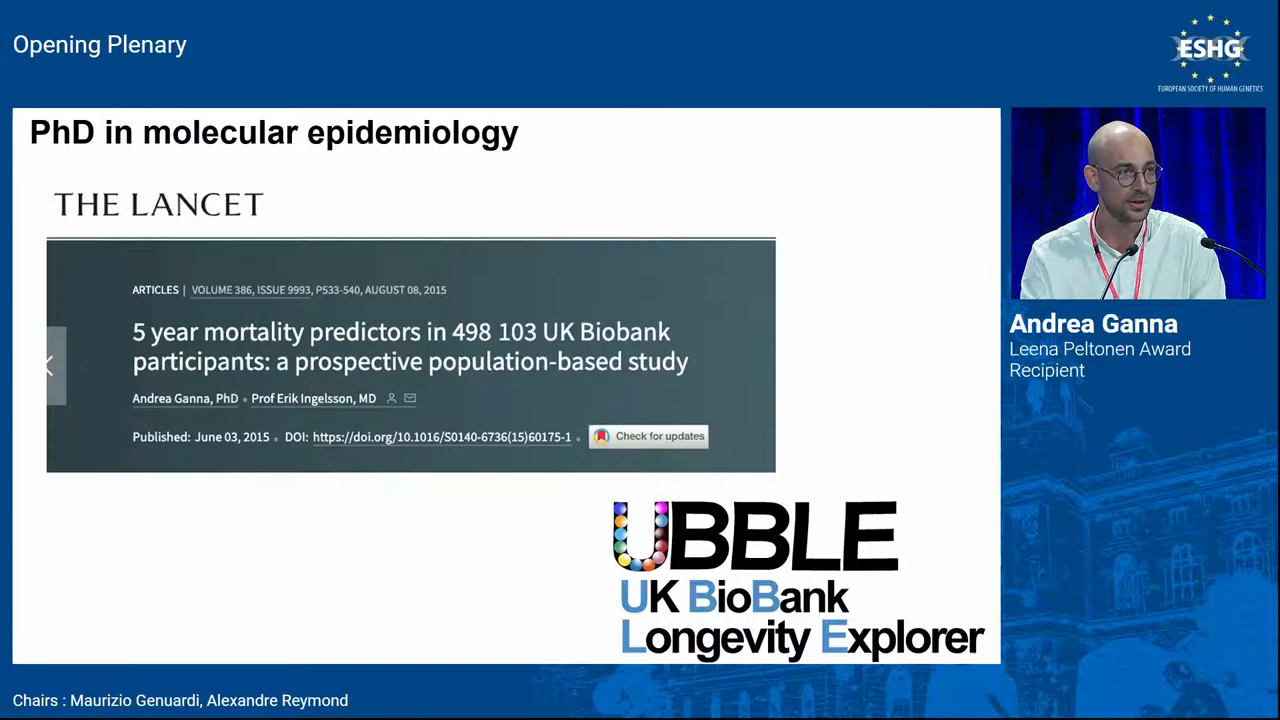 Opening Plenary
ESHG
EUROPEAN SOCIETY OF HUMAN GENETICS
PhD in molecular epidemiology
THE LANCET
ARTICLES | VOLUME 386, ISSUE 9993, P533-540, AUGUST 08, 2015
5 year mortality predictors in 498 103 UK Biobank
participants: a prospective population-based study
Andrea Ganna, PhD • Prof Erik Ingelsson, MD
Published: June 03, 2015 • DOI: https://doi.org/10.1016/S0140-6736(15)60175-1 •
Check for updates
UBBLE
UK BioBank
Longevity Explorer
Andrea Ganna
Leena Peltonen Award
Recipient
Chairs : Maurizio Genuardi, Alexandre Reymond